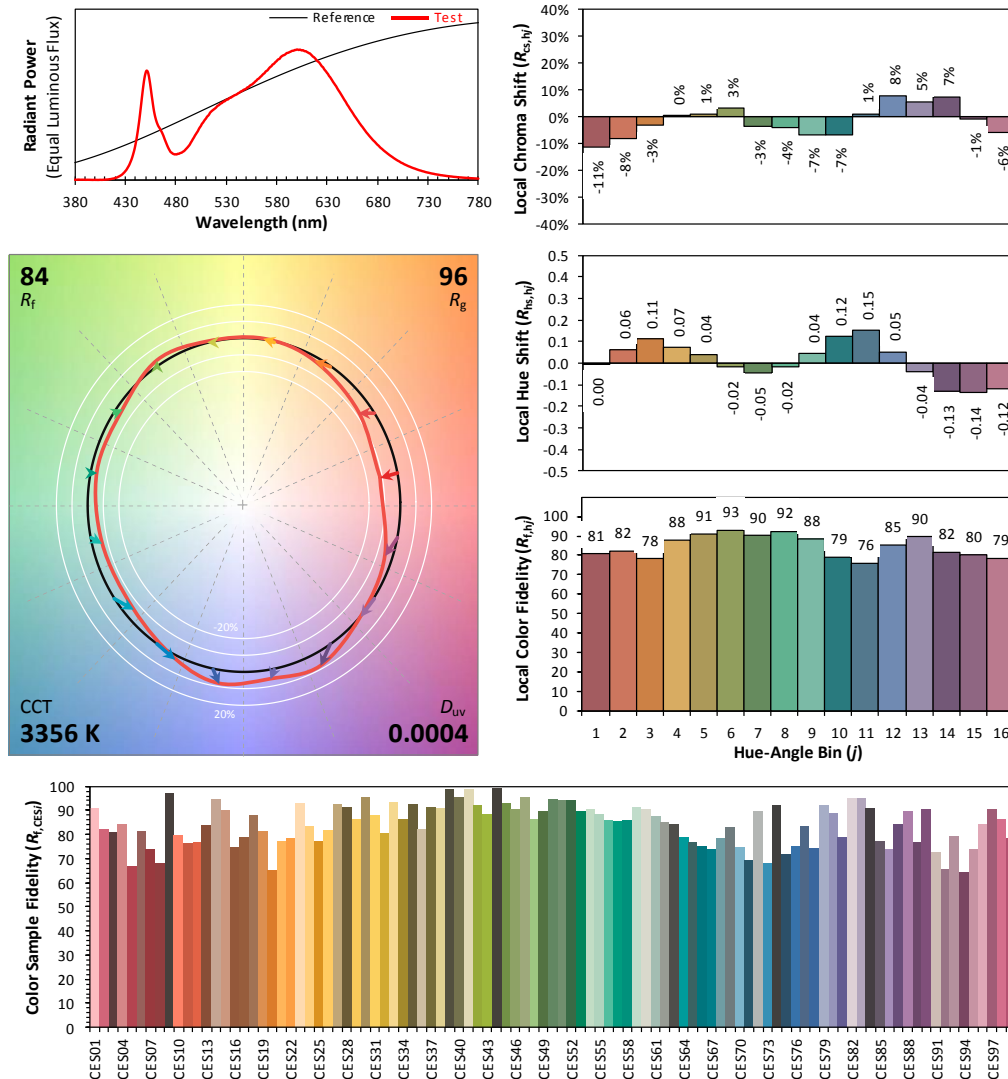 Reference Test
Radiant Power
(Equal Luminous Flux)
380 430 480 530 580 630 680 730 780
Wavelength (nm)
Local Chroma Shift (Rcs,hj)
40%
30%
20%
10%
0%
-10%
-20%
-30%
-40%
-11% -8% -3% 0% 1% 3% -3% -4% -7% -7% 1% 8% 5% 7% -1% -6%
84
Rf
96
Rg
-20%
20%
CCT
3356 K
Duv
0.0004
Local Hue Shift (Rhs,hj)
0.5
0.4
0.3
0.2
0.1
0.0
-0.1
-0.2
-0.3
-0.4
-0.5
0.00 0.06 0.11 0.07 0.04 -0.02 -0.05 -0.02 0.04 0.12 0.15 0.05 -0.04 -0.13 -0.14 -0.12
Local Color Fidelity (Rf,hj)
100
90
80
70
60
50
40
30
20
10
0
81 82 78 88 91 93 90 92 88 79 76 85 90 82 80 79
1 2 3 4 5 6 7 8 9 10 11 12 13 14 15 16
Hue-Angle Bin (j)
Color Sample Fidelity (Rf,CESi)
100
90
80
70
60
50
40
30
20
10
0
CES01 CES04 CES07 CES10 CES13 CES16 CES19 CES22 CES25 CES28 CES31 CES34 CES37 CES40 CES43 CES46 CES49 CES52 CES55 CES58 CES61 CES64 CES67 CES70 CES73 CES76 CES79 CES82 CES85 CES88 CES91 CES94 CES97